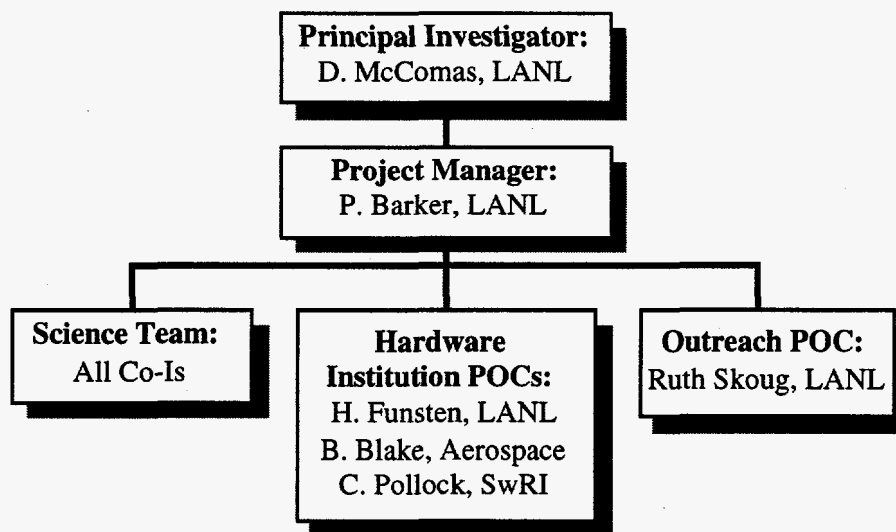 Principal Investigator:
D. McComas, LANL
Project Manager:
P. Barker, LANL
Science Team:
All Co-Is
Hardware
Institution POCs:
H. Funsten, LANL
B. Blake, Aerospace
C. Pollock, SwRI
Outreach POC:
Ruth Skoug, LANL